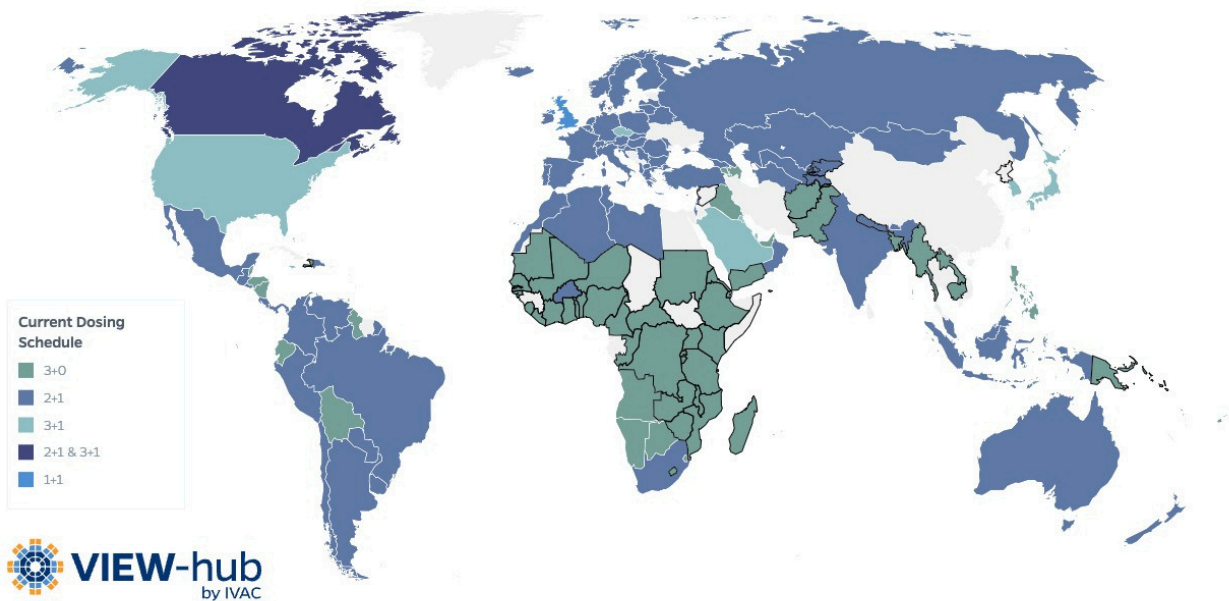 Current Dosing
Schedule
3+0
2+1
3+1
2+1 & 3+1
1+1
VIEW-hub
by IVAC